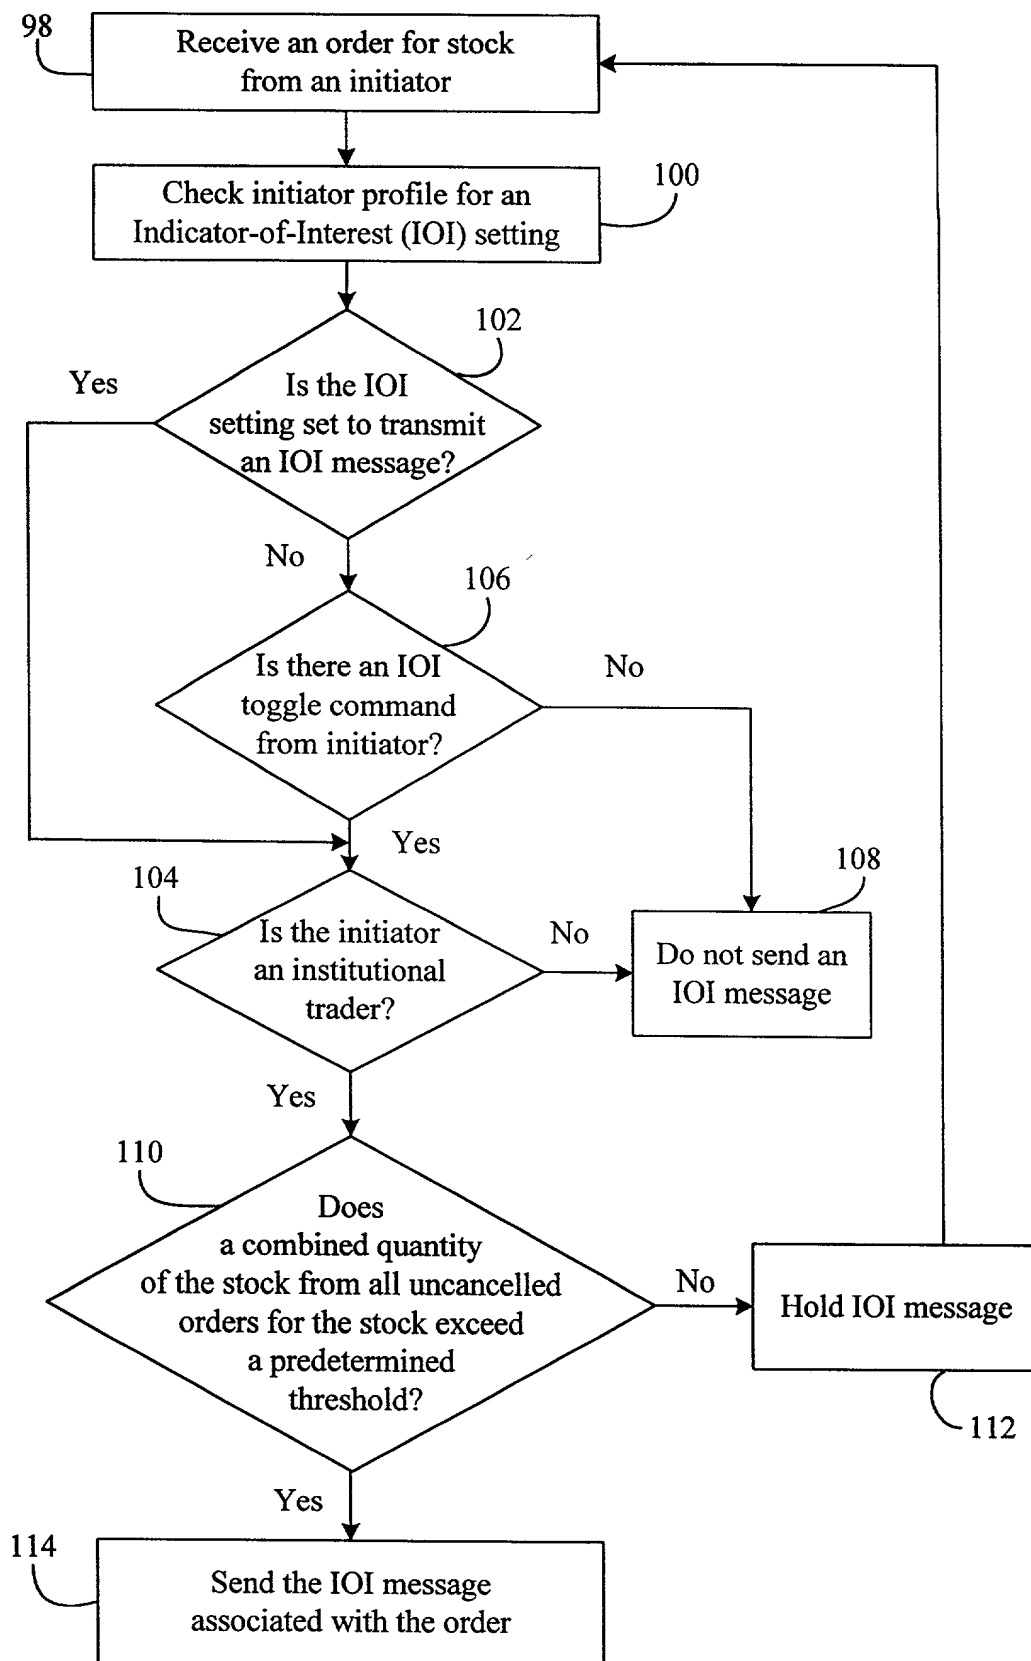 98
Receive an order for stock
from an initiator
Check initiator profile for an
Indicator-of-Interest (IOI) setting
100
102
Yes
Is the IOI
setting set to transmit
an IOI message?
No
106
Is there an IOI
toggle command
from initiator?
No
Yes
104
108
Is the initiator
an institutional
trader?
No
Do not send an
IOI message
Yes
110
Does
a combined quantity
of the stock from all uncancelled
orders for the stock exceed
a predetermined
threshold?
No
Hold IOI message
112
Yes
114
Send the IOI message
associated with the order